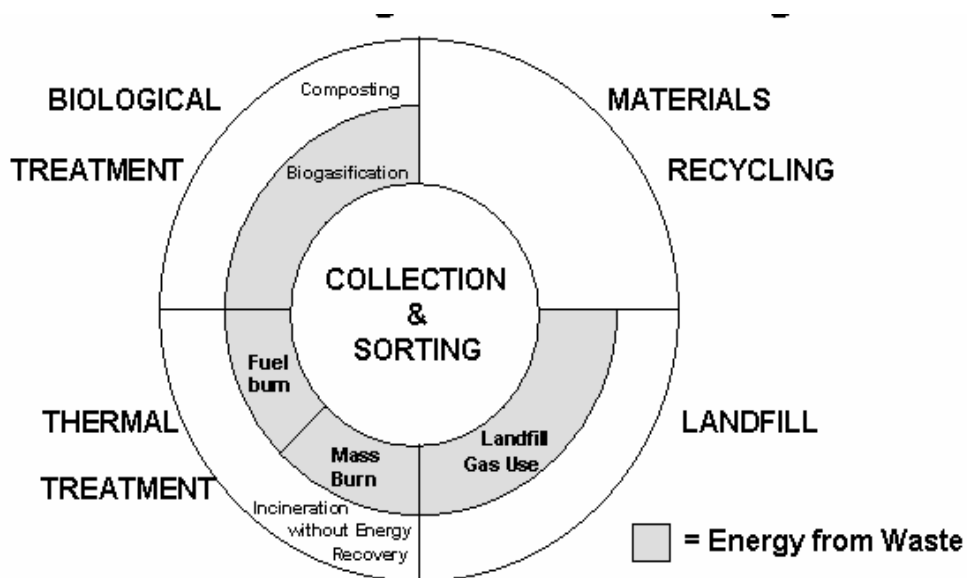 Composting
BIOLOGICAL
TREATMENT
Biogasification
MATERIALS
RECYCLING
COLLECTION
&
SORTING
Fuel
burn
THERMAL
TREATMENT
Mass
Burn
Incineration
without Energy
Recovery
Landfill
Gas Use
LANDFILL
= Energy from Waste